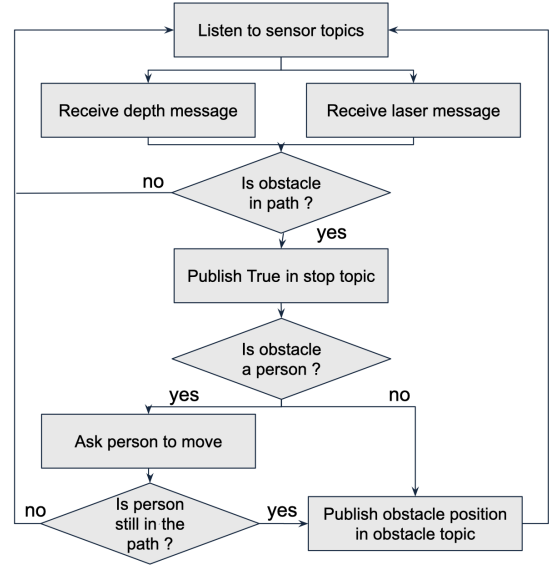 Listen to sensor topics
Receive depth message
Receive laser message
no
Is obstacle
in path ?
yes
Publish True in stop topic
Is obstacle
a person ?
yes
no
Ask person to move
no
Is person
still in the
path ?
yes
Publish obstacle position
in obstacle topic